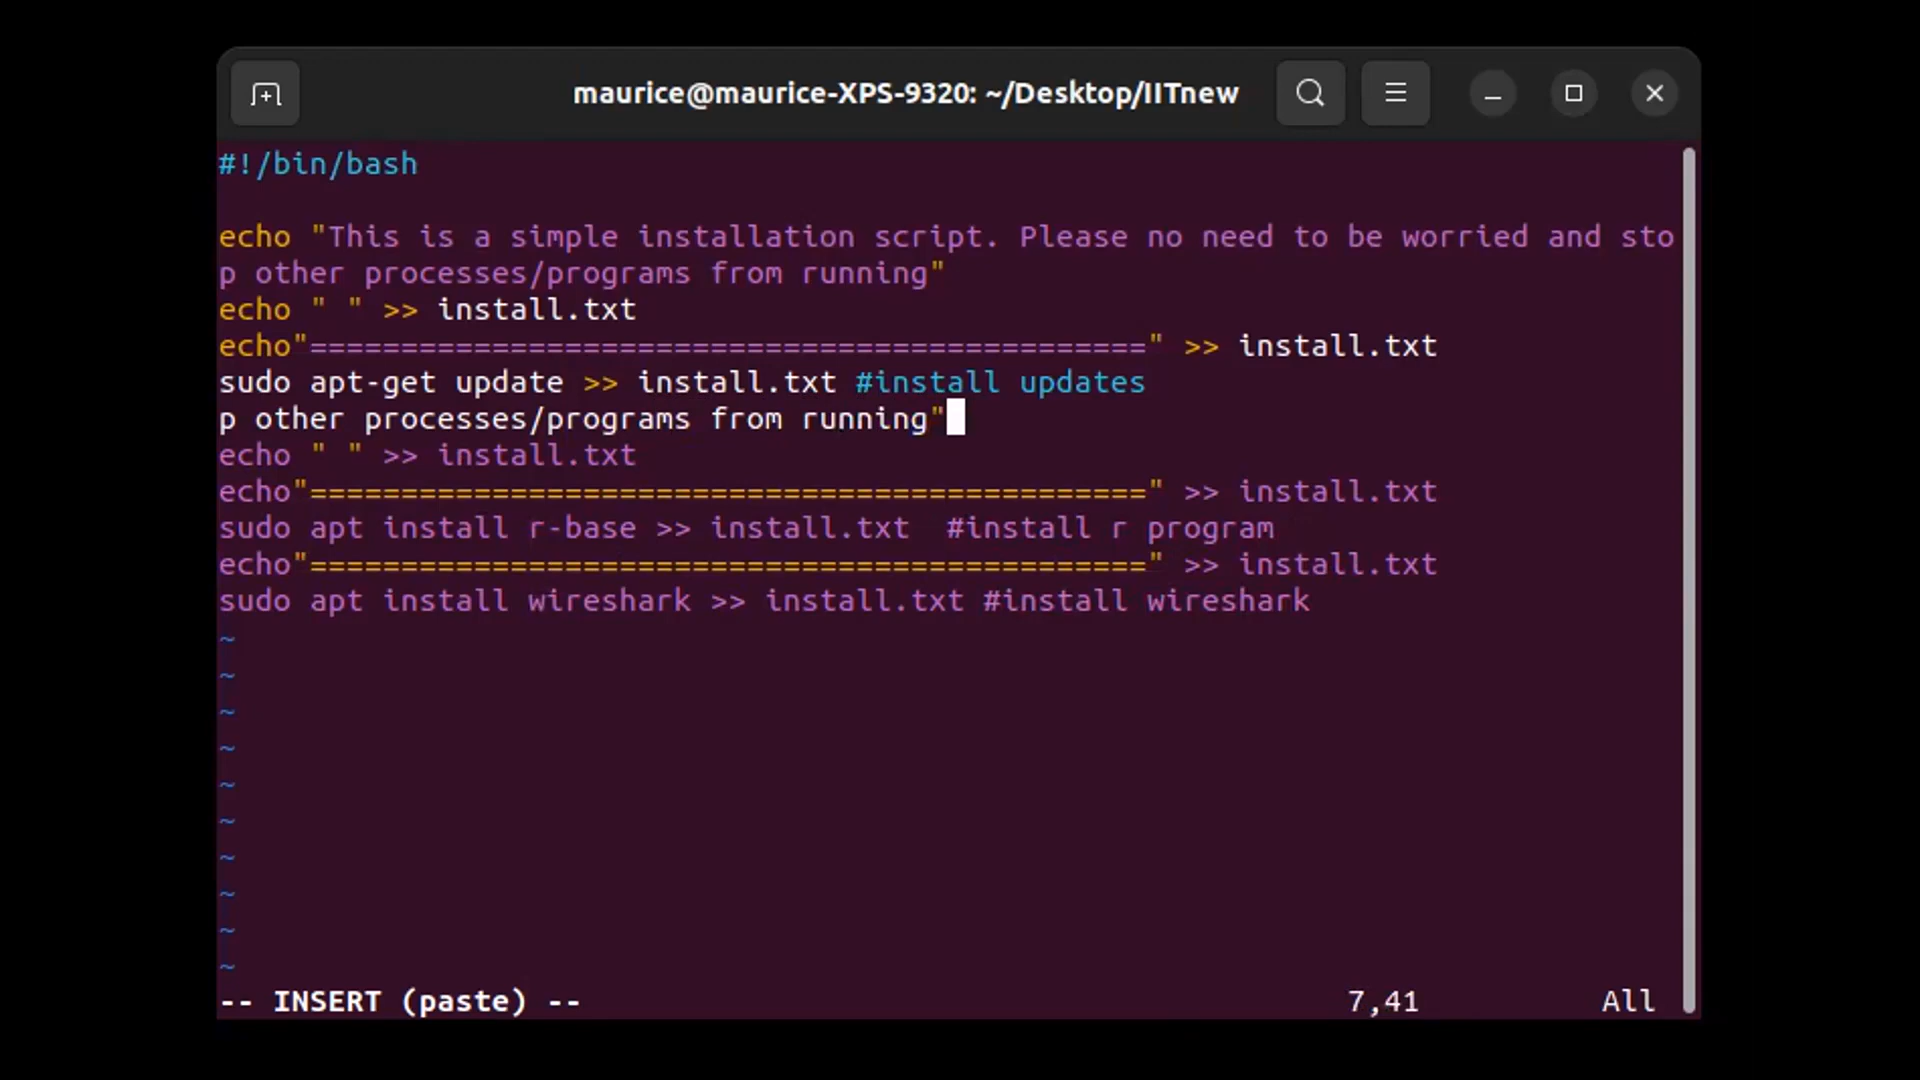 maurice@maurice-XPS-9320: ~/Desktop/IITnew
#!/bin/bash
echo "This is a simple installation script. Please no need to be worried and sto
p other processes/programs from running"
echo " " >> install.txt
echo"==============================================" >> install.txt
sudo apt-get update >> install.txt #install updates
p other processes/programs from running"
echo " " >> install.txt
echo"==============================================" >> install.txt
sudo apt install r-base >> install.txt  #install r program
echo"==============================================" >> install.txt
sudo apt install wireshark >> install.txt #install wireshark
~
~
~
~
~
~
~
~
~
~
-- INSERT (paste) -- 7,41 All